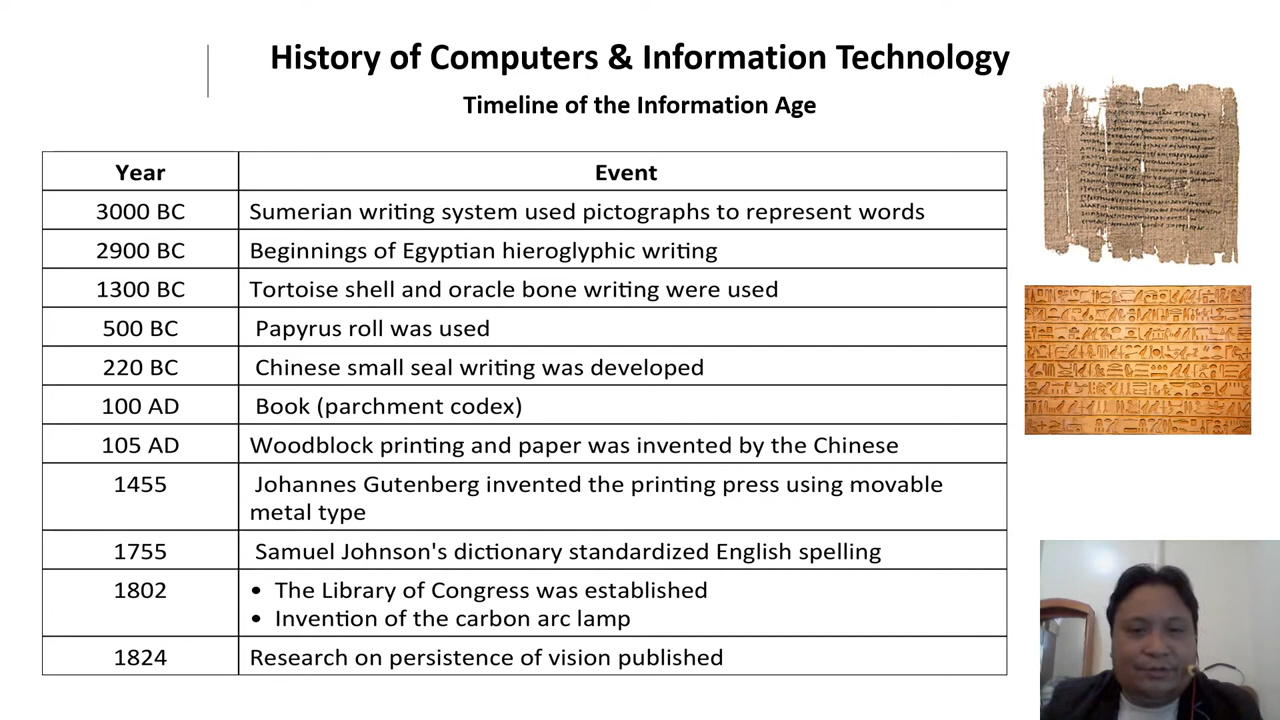 History of Computers & Information Technology
Timeline of the Information Age
Year Event
3000 BC Sumerian writing system used pictographs to represent words
2900 BC Beginnings of Egyptian hieroglyphic writing
1300 BC Tortoise shell and oracle bone writing were used
500 BC Papyrus roll was used
220 BC Chinese small seal writing was developed
100 AD Book (parchment codex)
105 AD Woodblock printing and paper was invented by the Chinese
1455 Johannes Gutenberg invented the printing press using movable
metal type
1755 Samuel Johnson's dictionary standardized English spelling
1802 • The Library of Congress was established
• Invention of the carbon arc lamp
1824 Research on persistence of vision published